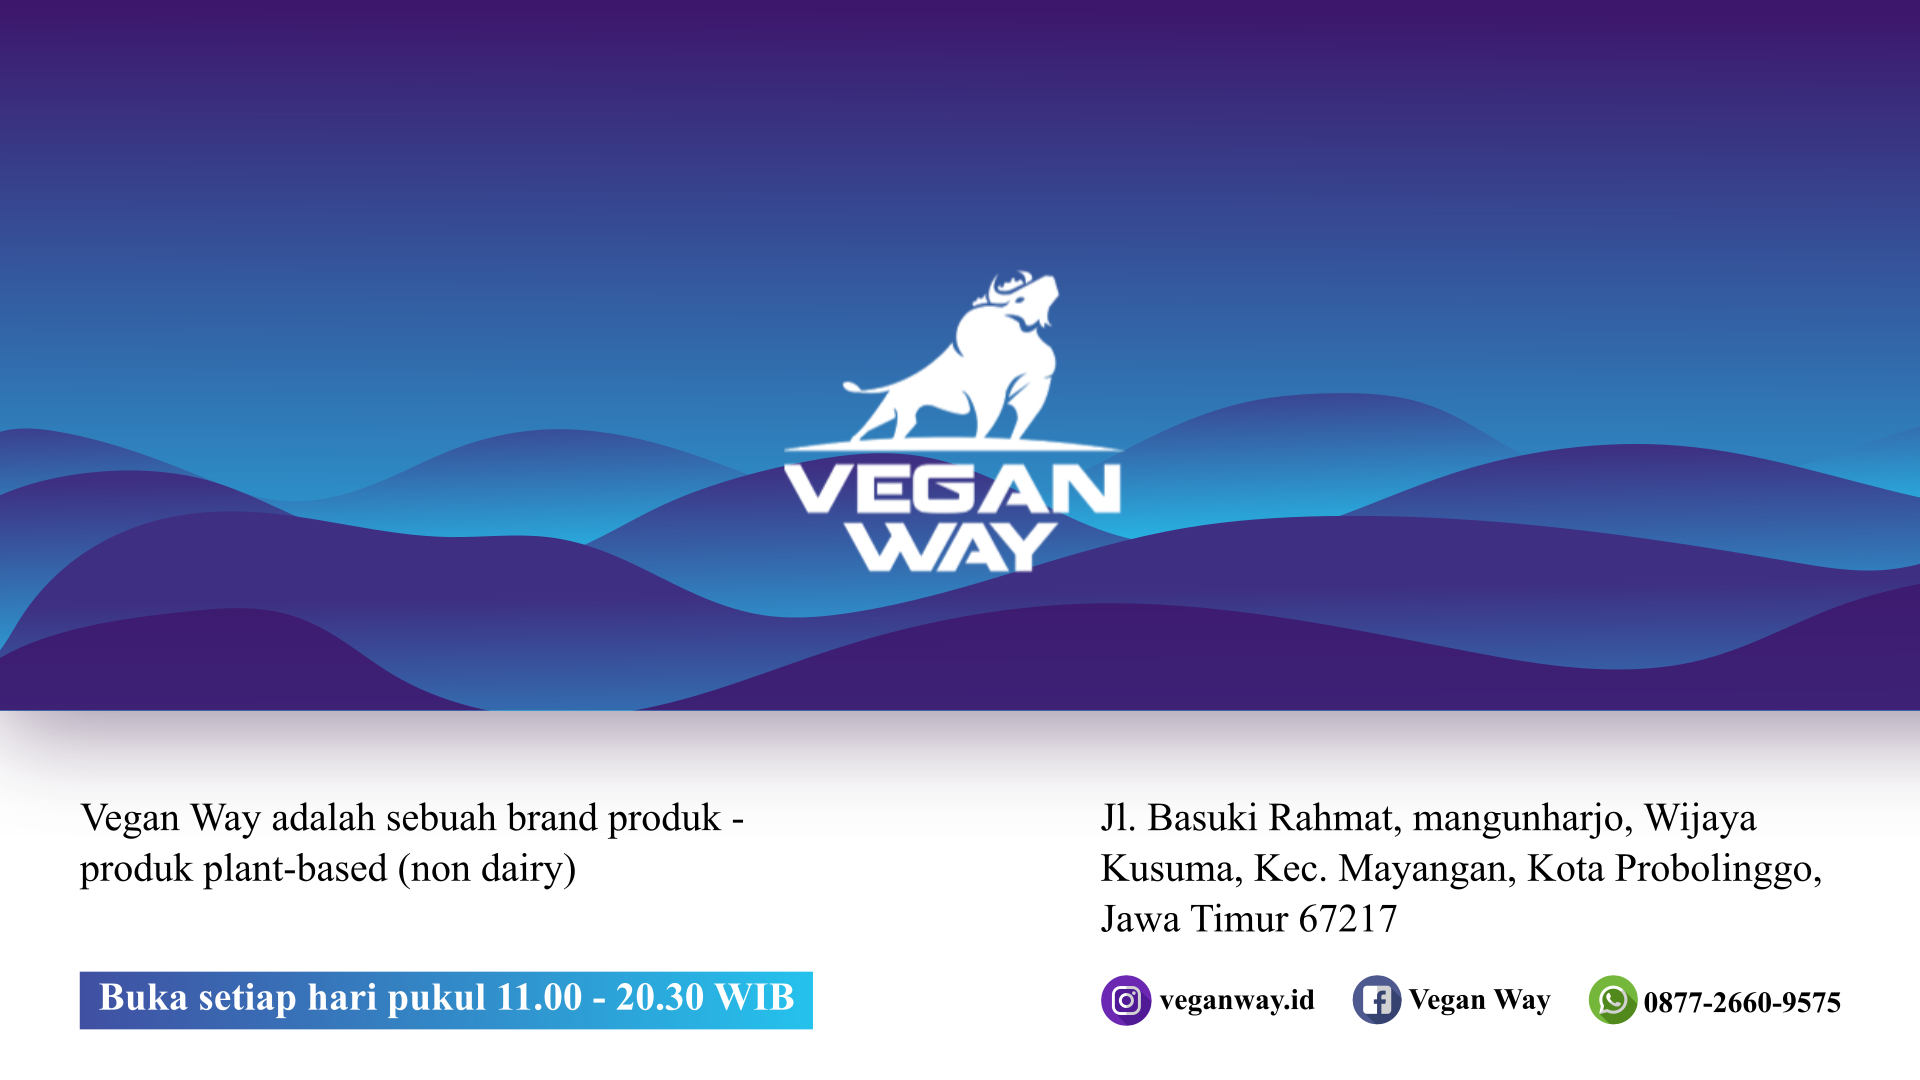 VEGAN
WAY
Vegan Way adalah sebuah brand produk -
produk plant-based (non dairy)
Buka setiap hari pukul 11.00 - 20.30 WIB
Jl. Basuki Rahmat, mangunharjo, Wijaya
Kusuma, Kec. Mayangan, Kota Probolinggo,
Jawa Timur 67217
veganway.id
Vegan Way
0877-2660-9575